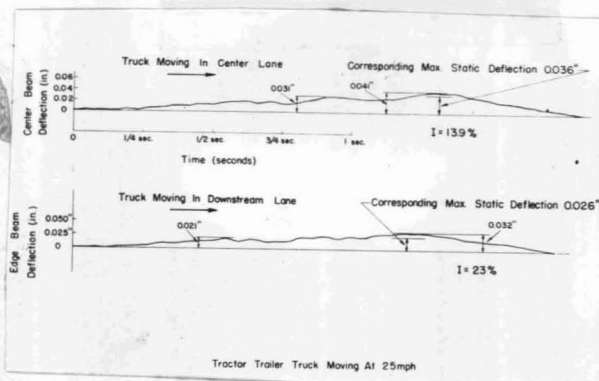 Truck Moving In Center Lane
Corresponding Max. Static Deflection 0.036"
Center Beam
Deflection (in.)
0.06
0.04
0.02
0
0.031"
0.041"
I = 13.9 %
0
1/4 sec.
1/2 sec.
3/4 sec.
1 sec.
Time (seconds)
Truck Moving In Downstream Lane
Corresponding Max. Static Deflection 0.026"
Edge Beam
Deflection (in.)
0.050"
0.025"
0
0.021"
0.032"
I = 23 %
Tractor Trailer Truck Moving At 25mph